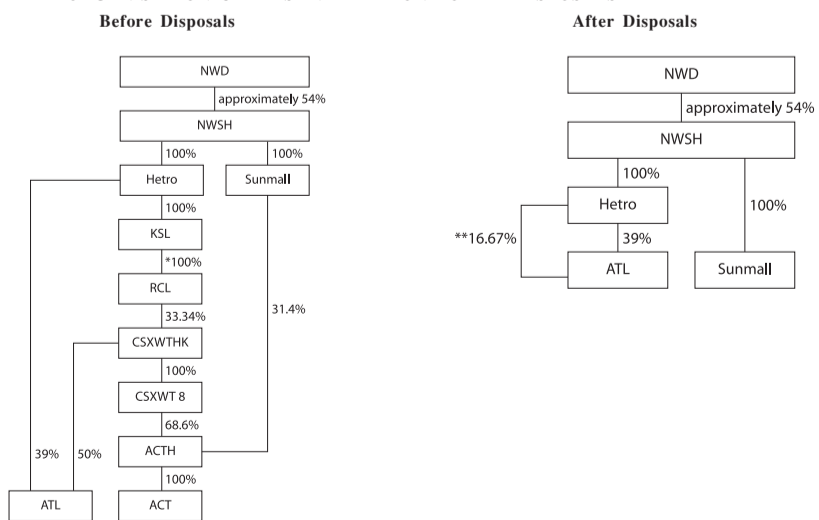 Before Disposals
NWD
approximately 54%
NWSH
100%
100%
Hetro
Sunmall
100%
KSL
*100%
RCL
33.34%
31.4%
CSXWTHK
100%
CSXWT 8
68.6%
ACTH
39%
50%
100%
ATL
ACT
After Disposals
NWD
approximately 54%
NWSH
100%
100%
Hetro
**16.67%
39%
ATL
Sunmall